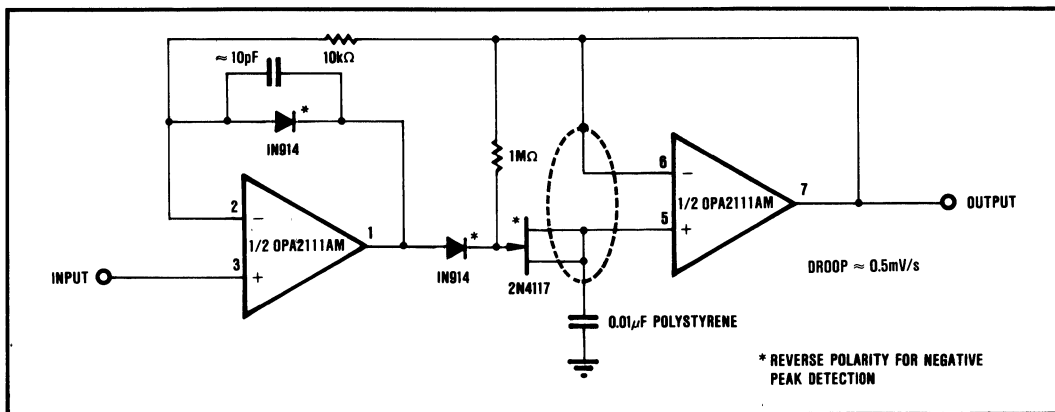 ≈ 10pF
10kΩ
*
IN914
1MΩ
2
1/2 OPA2111AM
1
3
−
+
INPUT
*
IN914
*
2N4117
6
−
5
+
1/2 OPA2111AM
7
OUTPUT
DROOP ≈ 0.5mV/s
0.01μF POLYSTYRENE
* REVERSE POLARITY FOR NEGATIVE
PEAK DETECTION